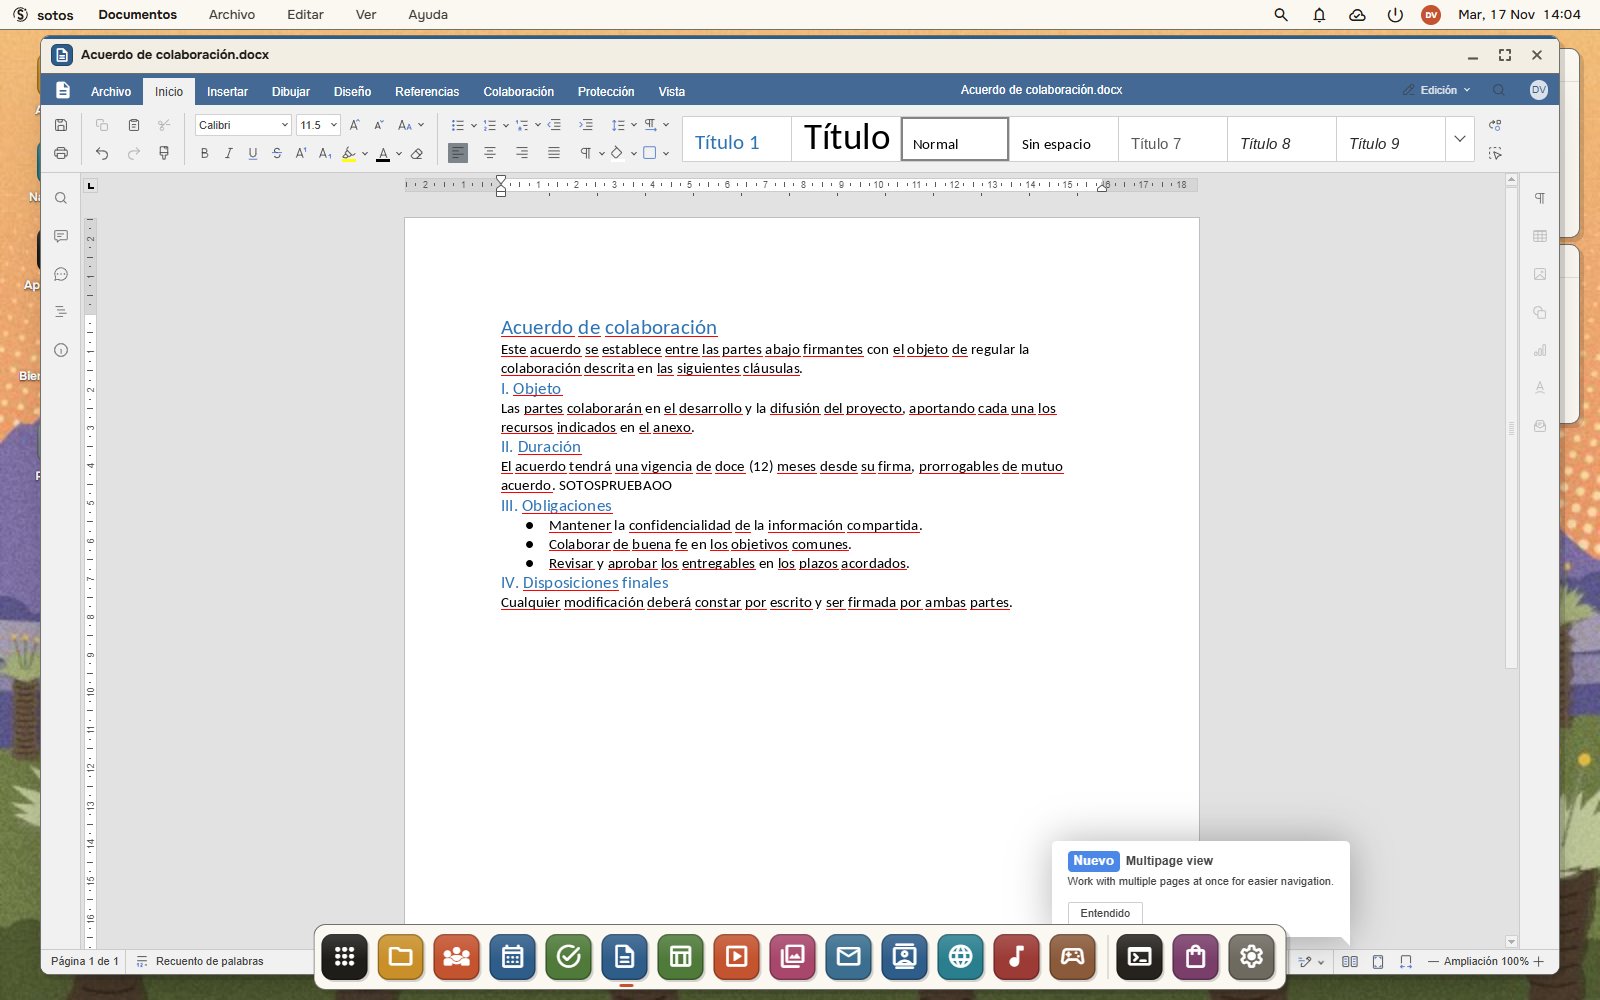 sotos Documentos Archivo Editar Ver Ayuda DV Mar, 17 Nov 14:04
Acuerdo de colaboración.docx
Archivo Inicio Insertar Dibujar Diseño Referencias Colaboración Protección Vista Acuerdo de colaboración.docx Edición DV
Calibri 11.5
Título 1 Título Normal Sin espacio Título 7 Título 8 Título 9
Acuerdo de colaboración
Este acuerdo se establece entre las partes abajo firmantes con el objeto de regular la
colaboración descrita en las siguientes cláusulas.
I. Objeto
Las partes colaborarán en el desarrollo y la difusión del proyecto, aportando cada una los
recursos indicados en el anexo.
II. Duración
El acuerdo tendrá una vigencia de doce (12) meses desde su firma, prorrogables de mutuo
acuerdo. SOTOSPRUEBAOO
III. Obligaciones
● Mantener la confidencialidad de la información compartida.
● Colaborar de buena fe en los objetivos comunes.
● Revisar y aprobar los entregables en los plazos acordados.
IV. Disposiciones finales
Cualquier modificación deberá constar por escrito y ser firmada por ambas partes.
Nuevo Multipage view
Work with multiple pages at once for easier navigation.
Entendido
Página 1 de 1 Recuento de palabras Ampliación 100%